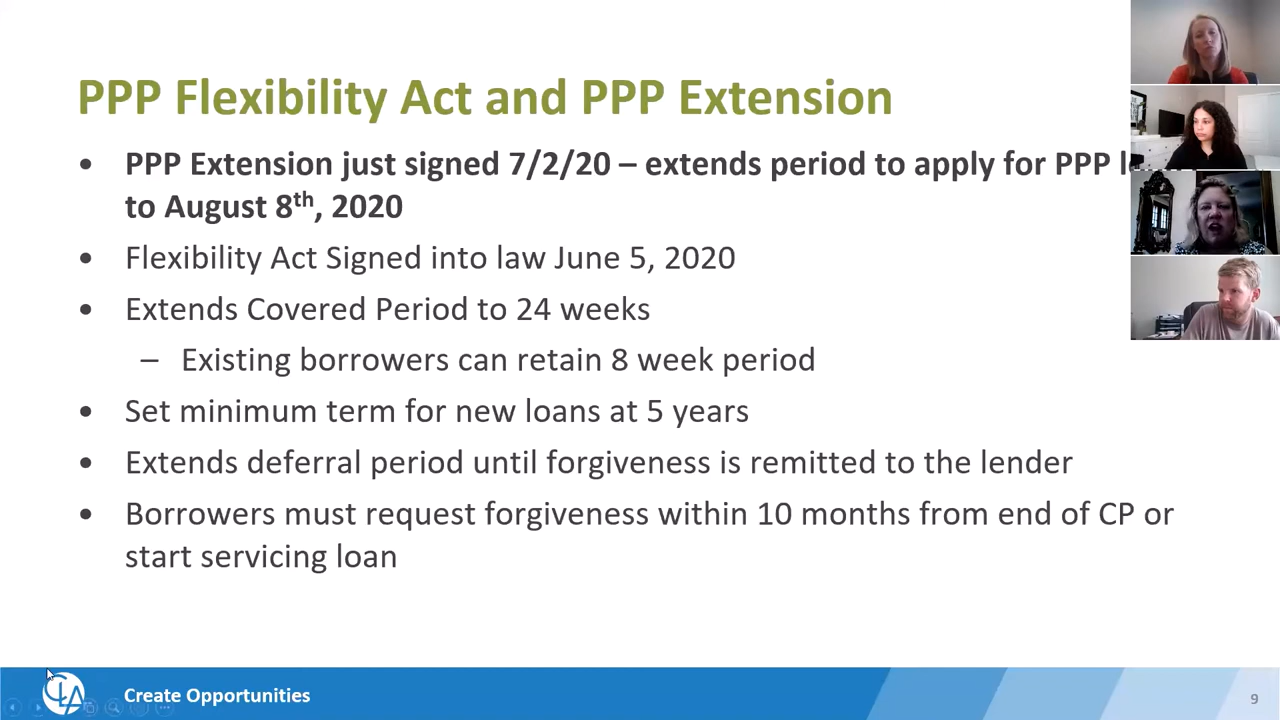 PPP Flexibility Act and PPP Extension
• PPP Extension just signed 7/2/20 – extends period to apply for PPP
to August 8th, 2020
• Flexibility Act Signed into law June 5, 2020
• Extends Covered Period to 24 weeks
– Existing borrowers can retain 8 week period
• Set minimum term for new loans at 5 years
• Extends deferral period until forgiveness is remitted to the lender
• Borrowers must request forgiveness within 10 months from end of CP or
start servicing loan
CLA
Create Opportunities
9